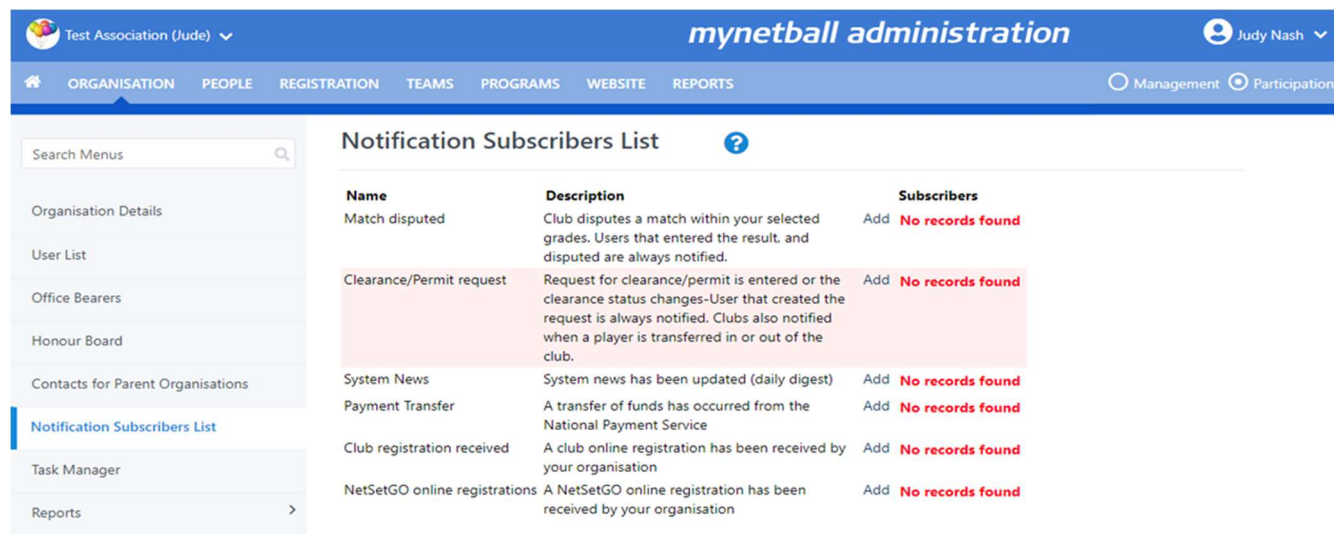 Test Association (Jude)
mynetball administration
Judy Nash
ORGANISATION PEOPLE REGISTRATION TEAMS PROGRAMS WEBSITE REPORTS
Management Participation
Search Menus
Organisation Details
User List
Office Bearers
Honour Board
Contacts for Parent Organisations
Notification Subscribers List
Task Manager
Reports
Notification Subscribers List ?
Name Description Subscribers
Match disputed Club disputes a match within your selected Add No records found
grades. Users that entered the result, and
disputed are always notified.
Clearance/Permit request Request for clearance/permit is entered or the Add No records found
clearance status changes-User that created the
request is always notified. Clubs also notified
when a player is transferred in or out of the
club.
System News System news has been updated (daily digest) Add No records found
Payment Transfer A transfer of funds has occurred from the Add No records found
National Payment Service
Club registration received A club online registration has been received by Add No records found
your organisation
NetSetGO online registrations A NetSetGO online registration has been Add No records found
received by your organisation